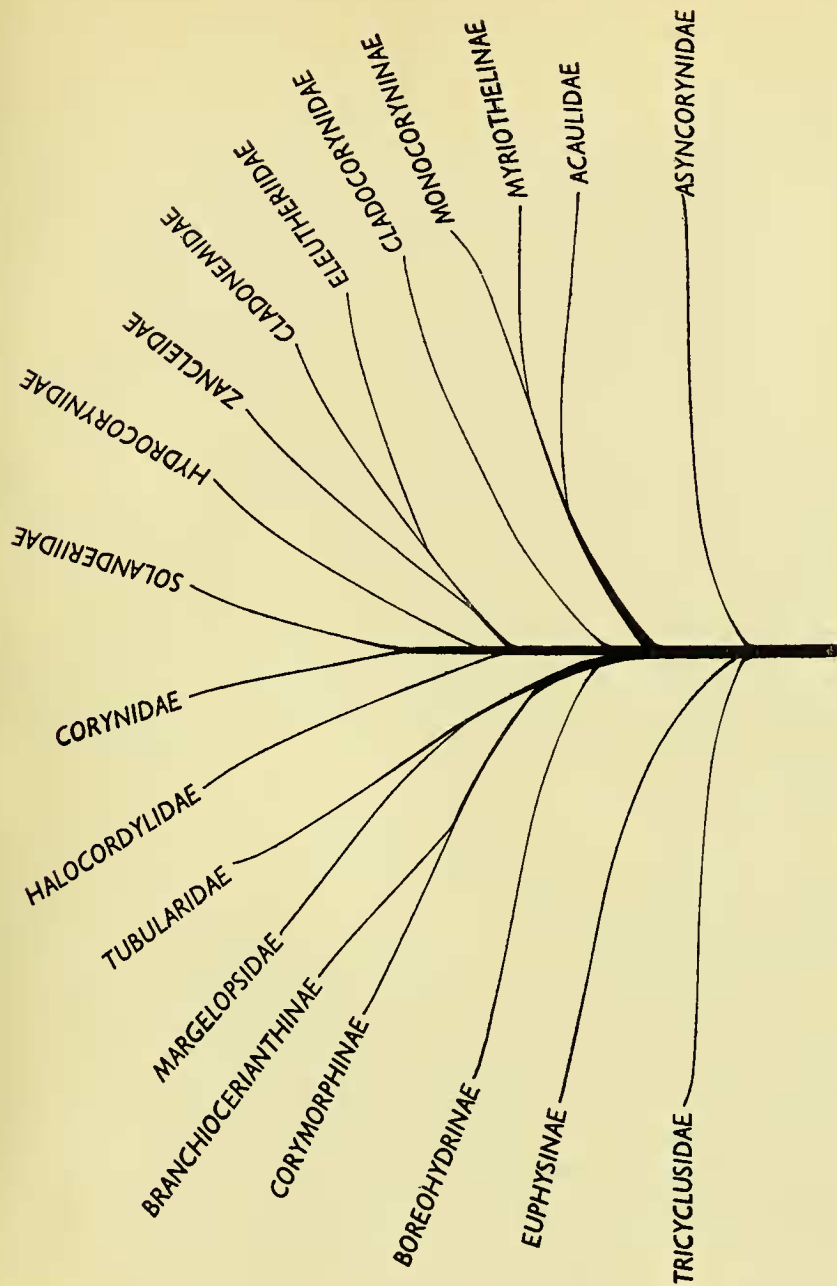 TRICYCLUSIDAE
EUPHYSINAE
BOREOHYDRINAE
CORYMORPHINAE
BRANCHIOCERIANTHINAE
MARGELOPSIDAE
TUBULARIDAE
HALOCORDYLIDAE
CORYNIDAE
SOLANDERIIDAE
HYDROCORYNIDAE
ZANCLEIDAE
CLADONEMIDAE
ELEUTHERIIDAE
CLADOCORYNIDAE
MONOCORYNINAE
MYRIOTHELINAE
ACAULIDAE
ASYNCORYNIDAE